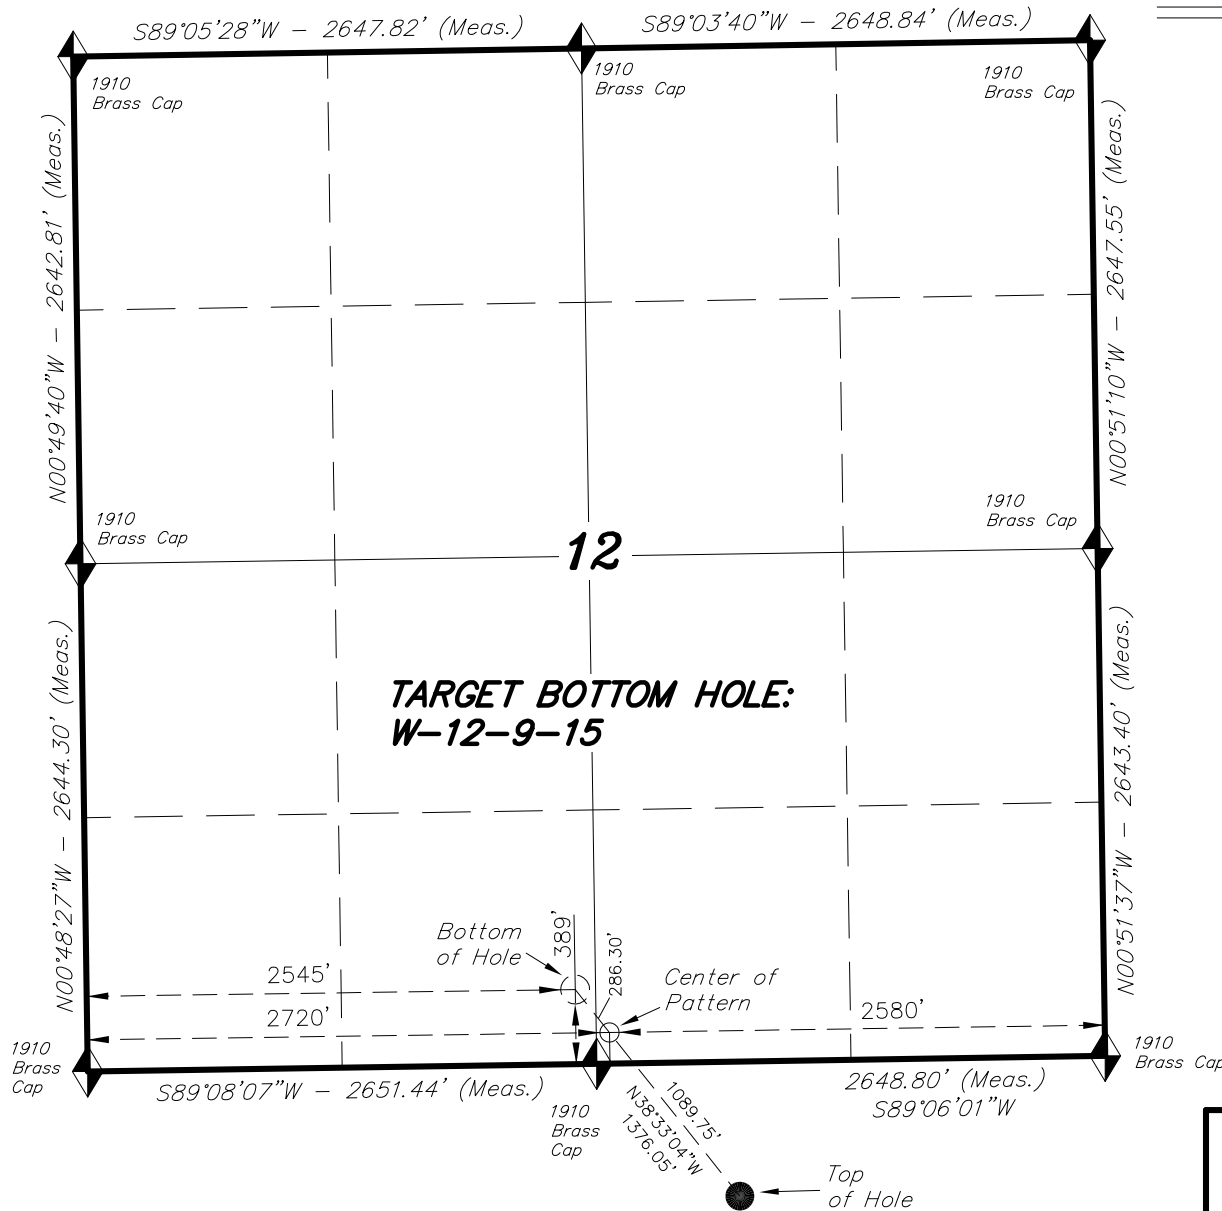 S89°05'28"W - 2647.82' (Meas.)
S89°03'40"W - 2648.84' (Meas.)
1910
Brass Cap
1910
Brass Cap
1910
Brass Cap
N00°49'40"W - 2642.81' (Meas.)
N00°51'10"W - 2647.55' (Meas.)
1910
Brass Cap
1910
Brass Cap
12
TARGET BOTTOM HOLE:
W-12-9-15
N00°48'27"W - 2644.30' (Meas.)
N00°51'37"W - 2643.40' (Meas.)
Bottom
of Hole
389'
286.30'
Center of
Pattern
2545'
2720'
2580'
1910
Brass
Cap
1910
Brass Cap
S89°08'07"W - 2651.44' (Meas.)
2648.80' (Meas.)
S89°06'01"W
1910
Brass
Cap
1089.75'
N38°33'04"W
1376.05'
Top
of Hole